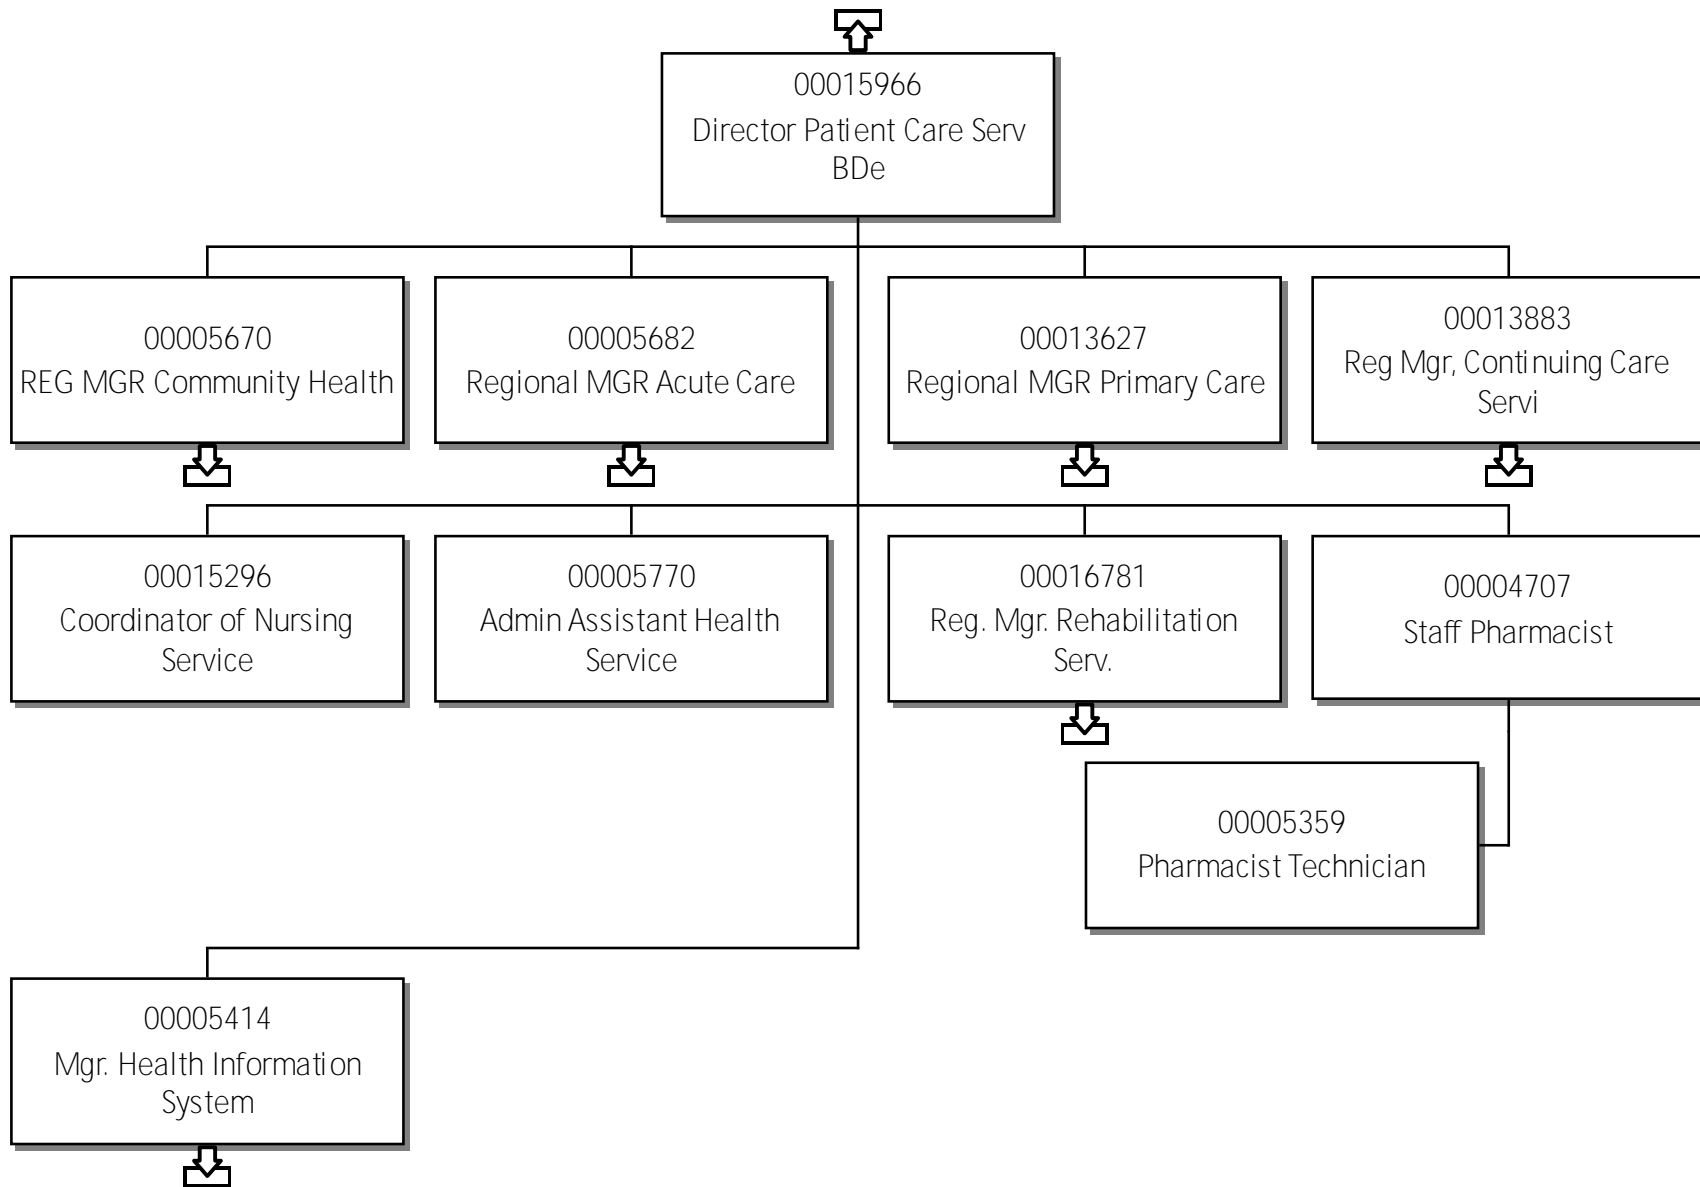 00015966
Director Patient Care Serv
BDe
00005670
REG MGR Community Health
00005682
Regional MGR Acute Care
00013627
Regional MGR Primary Care
00013883
Reg Mgr, Continuing Care
Servi
00015296
Coordinator of Nursing
Service
00005770
Admin Assistant Health
Service
00016781
Reg. Mgr. Rehabilitation
Serv.
00004707
Staff Pharmacist
00005359
Pharmacist Technician
00005414
Mgr. Health Information
System